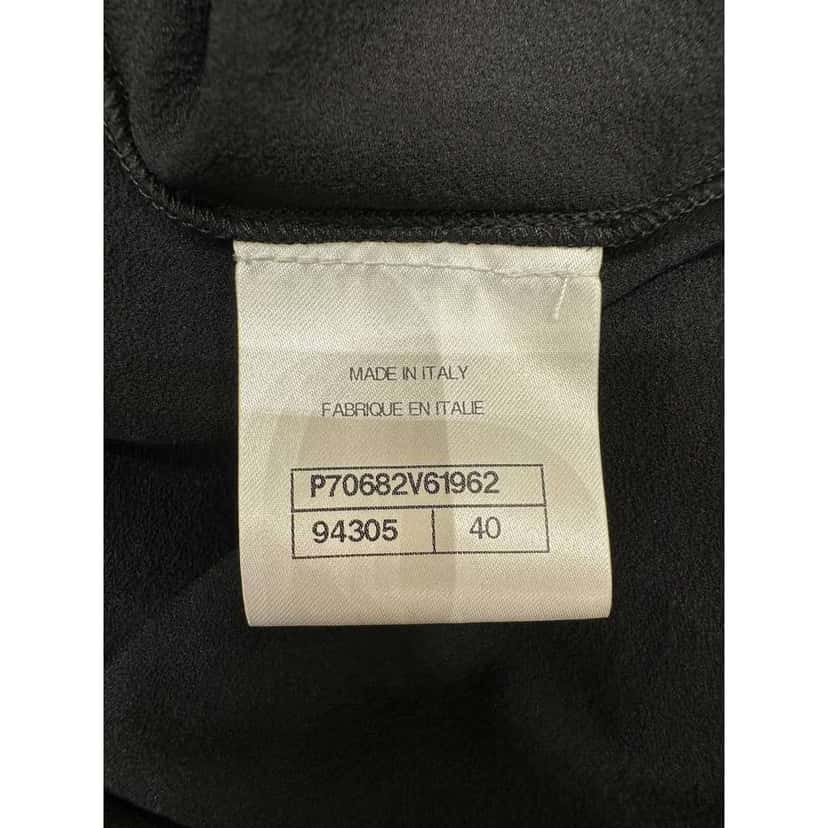 MADE IN ITALY
FABRIQUE EN ITALIE
P70682V61962
94305 40